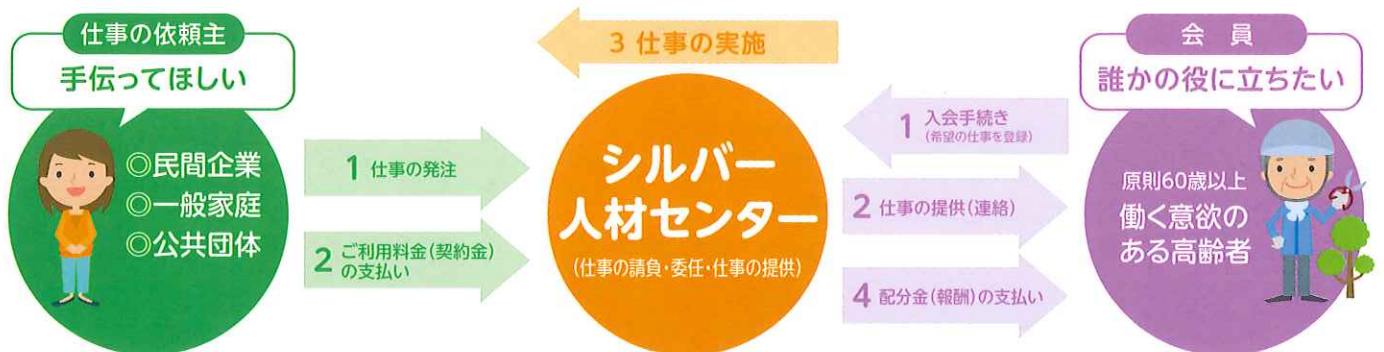 仕事の依頼主
手伝ってほしい
◎民間企業
◎一般家庭
◎公共団体
1 仕事の発注
2 ご利用料金(契約金)
の支払い
3 仕事の実施
シルバー
人材センター
(仕事の請負・委任・仕事の提供)
1 入会手続き
(希望の仕事を登録)
2 仕事の提供(連絡)
4 配分金(報酬)の支払い
会員
誰かの役に立ちたい
原則60歳以上
働く意欲の
ある高齢者